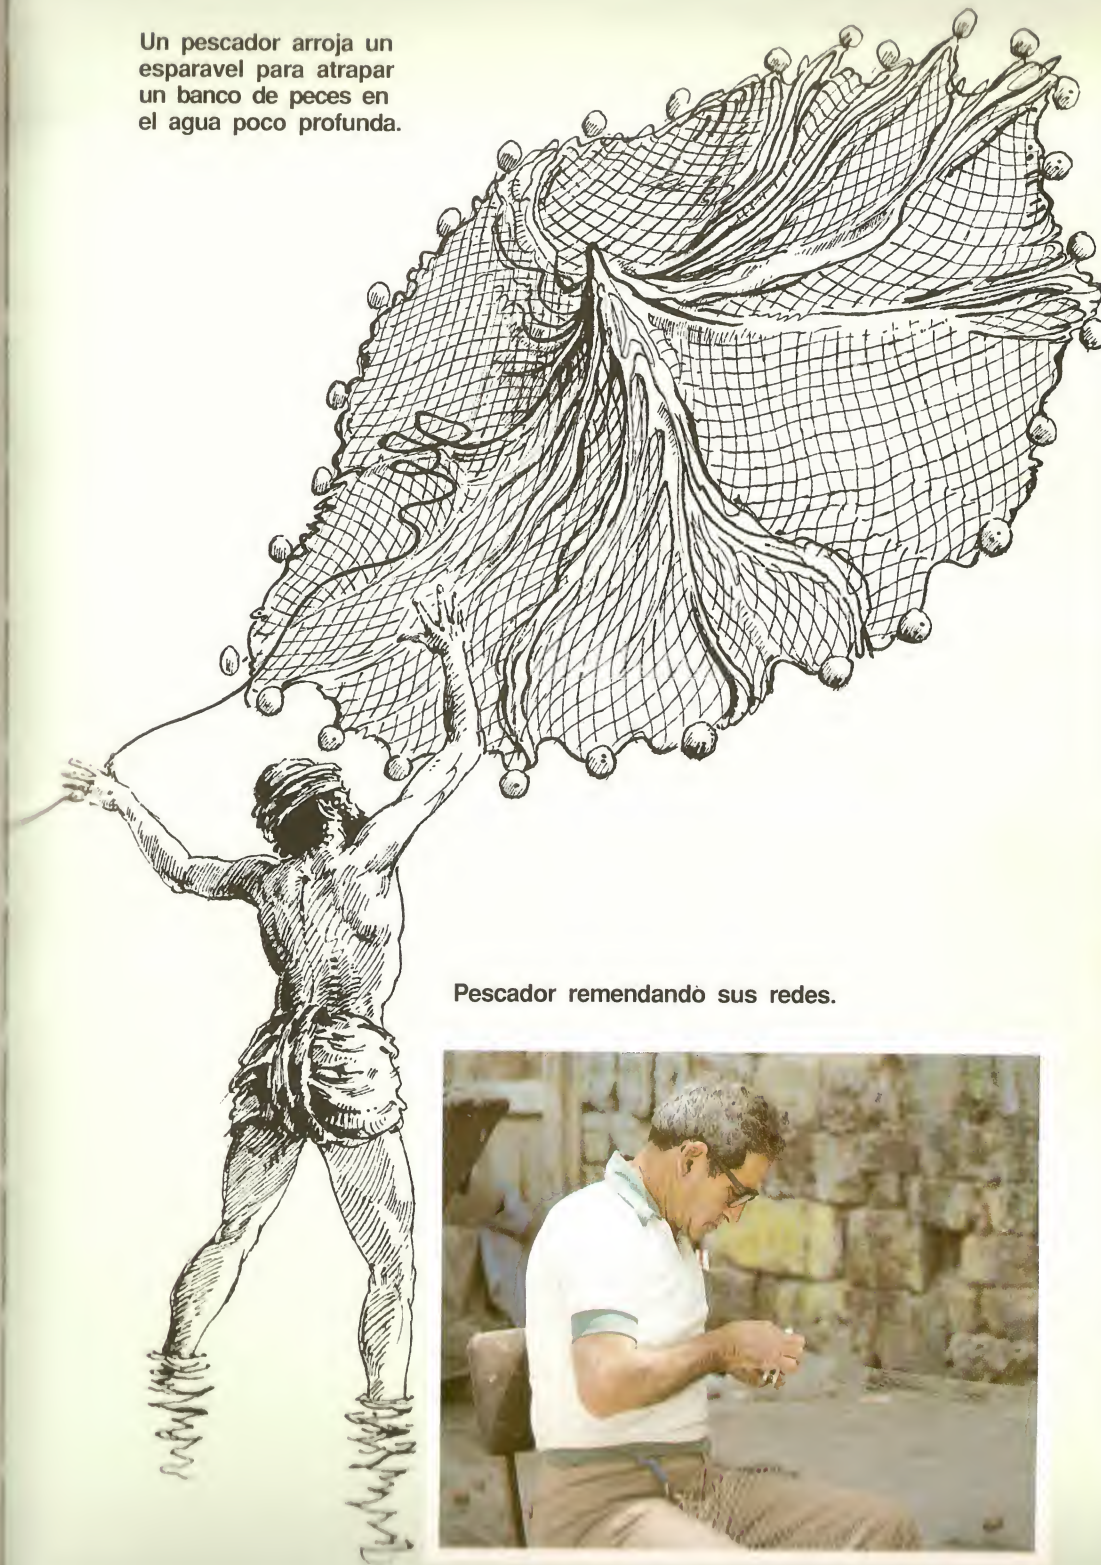 Un pescador arroja un
esparavel para atrapar
un banco de peces en
el agua poco profunda.
Pescador remendando sus redes.